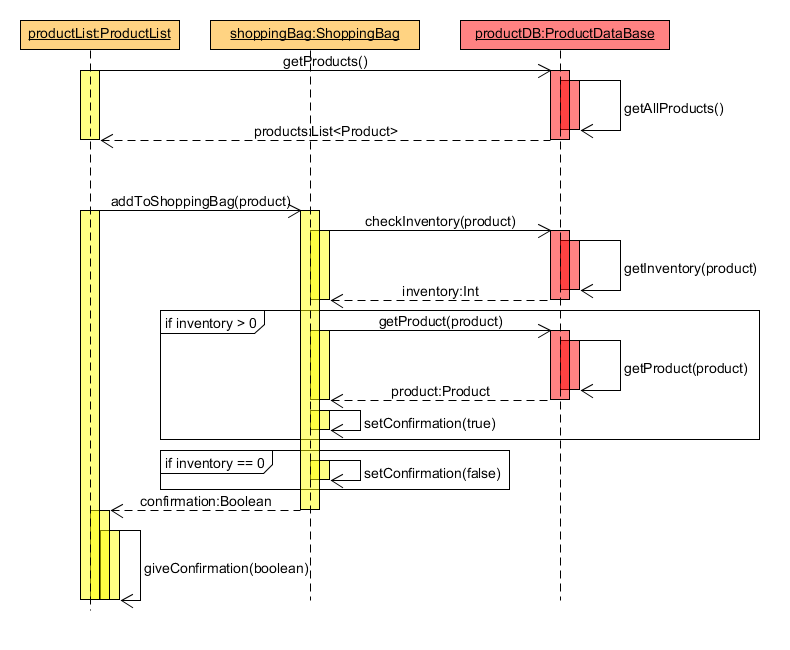 productList:ProductList
shoppingBag:ShoppingBag
productDB:ProductDataBase
getProducts()
getAllProducts()
products:List<Product>
addToShoppingBag(product)
checkInventory(product)
getInventory(product)
inventory:Int
if inventory > 0
getProduct(product)
getProduct(product)
product:Product
setConfirmation(true)
if inventory == 0
setConfirmation(false)
confirmation:Boolean
giveConfirmation(boolean)